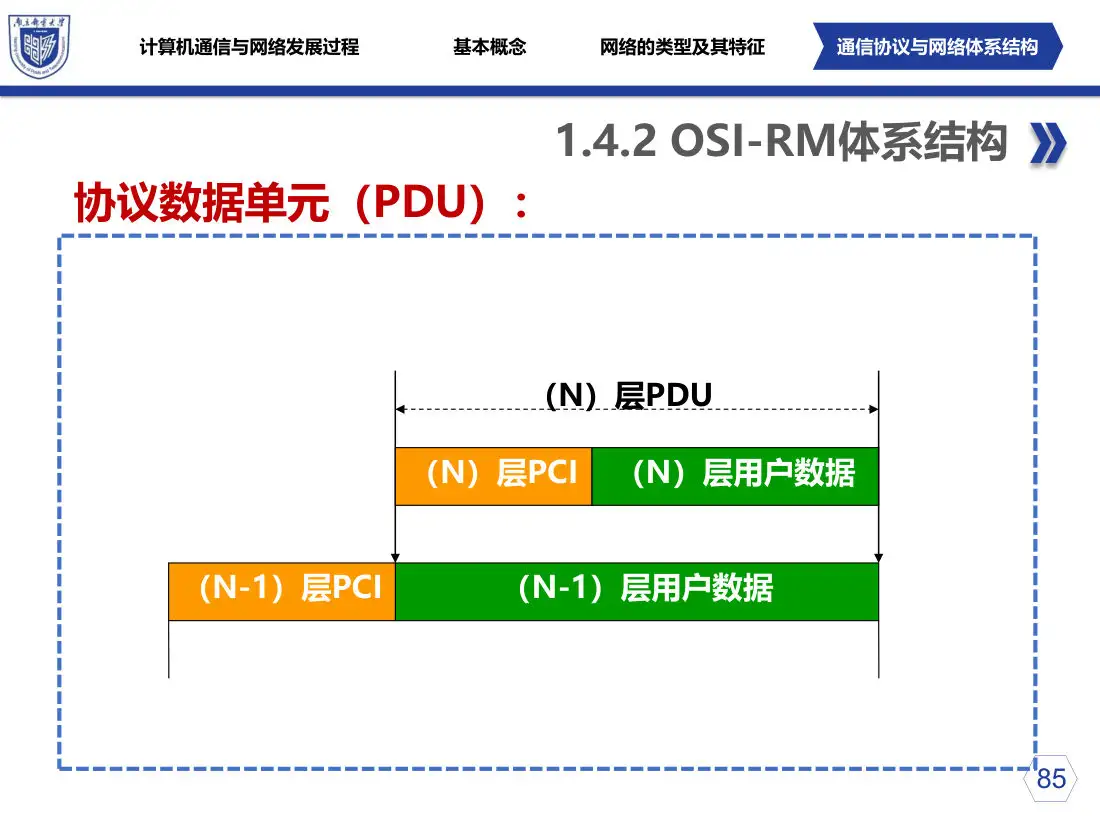 计算机通信与网络发展过程 基本概念 网络的类型及其特征 通信协议与网络体系结构
1.4.2 OSI-RM体系结构
协议数据单元（PDU）：
（N）层PDU
（N）层PCI （N）层用户数据
（N-1）层PCI （N-1）层用户数据
85